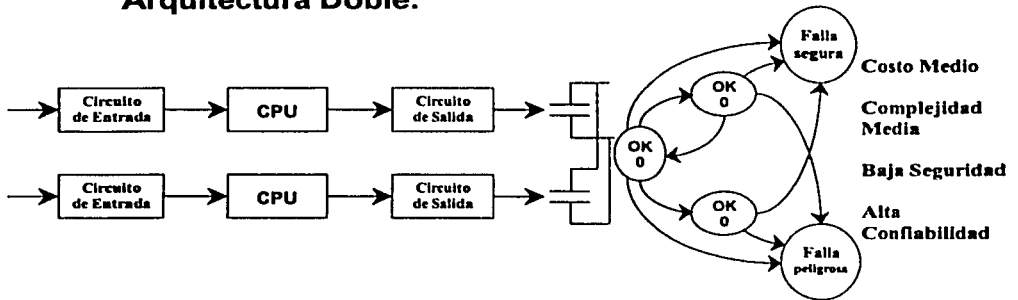 Arquitectura Doble.
Circuito
de Entrada
CPU
Circuito
de Salida
Circuito
de Entrada
CPU
Circuito
de Salida
OK
0
OK
0
OK
0
Falla
segura
Falla
peligrosa
Costo Medio
Complejidad
Media
Baja Seguridad
Alta
Confiabilidad